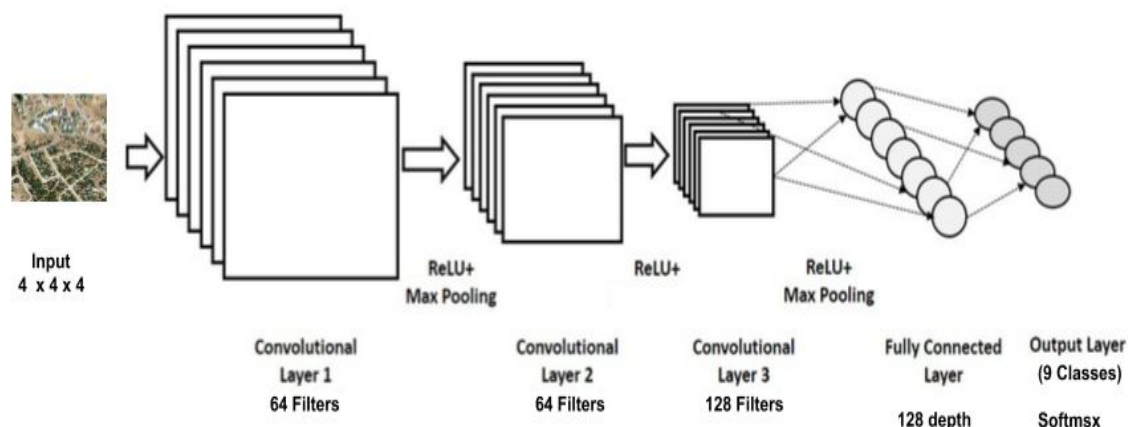 Input
4 x 4 x 4
ReLU+
Max Pooling
ReLU+
ReLU+
Max Pooling
Convolutional
Layer 1
64 Filters
Convolutional
Layer 2
64 Filters
Convolutional
Layer 3
128 Filters
Fully Connected
Layer
128 depth
Output Layer
(9 Classes)
Softmsx